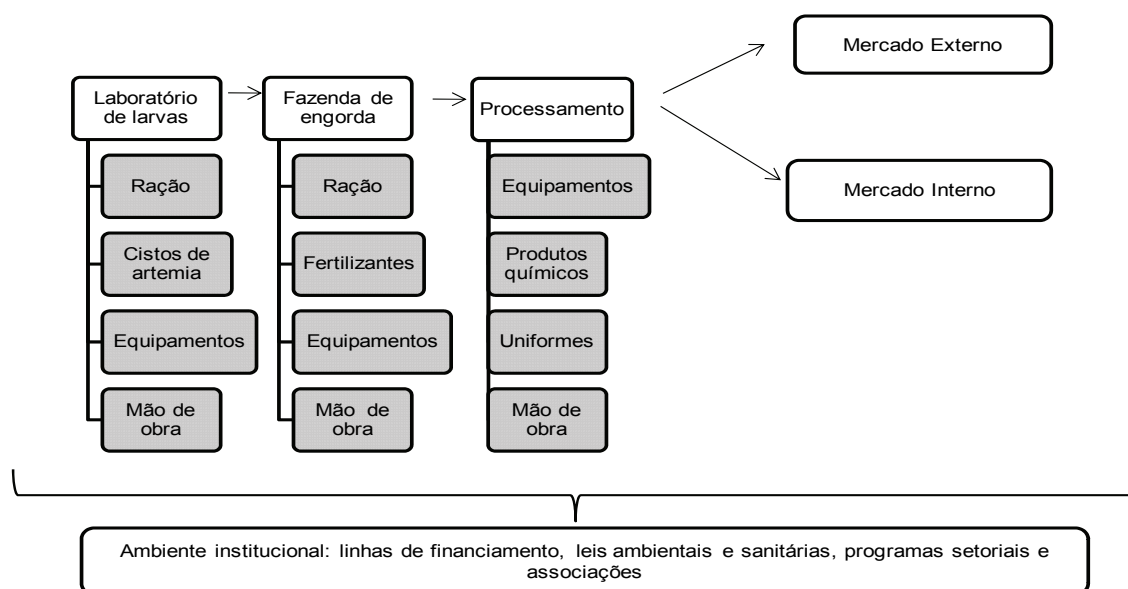 Mercado Externo
Laboratório
de larvas
Fazenda de
engorda
Processamento
Mercado Interno
Ração
Cistos de
artemia
Equipamentos
Mão de
obra
Ração
Fertilizantes
Equipamentos
Mão de
obra
Equipamentos
Produtos
químicos
Uniformes
Mão de
obra
Ambiente institucional: linhas de financiamento, leis ambientais e sanitárias, programas setoriais e
associações